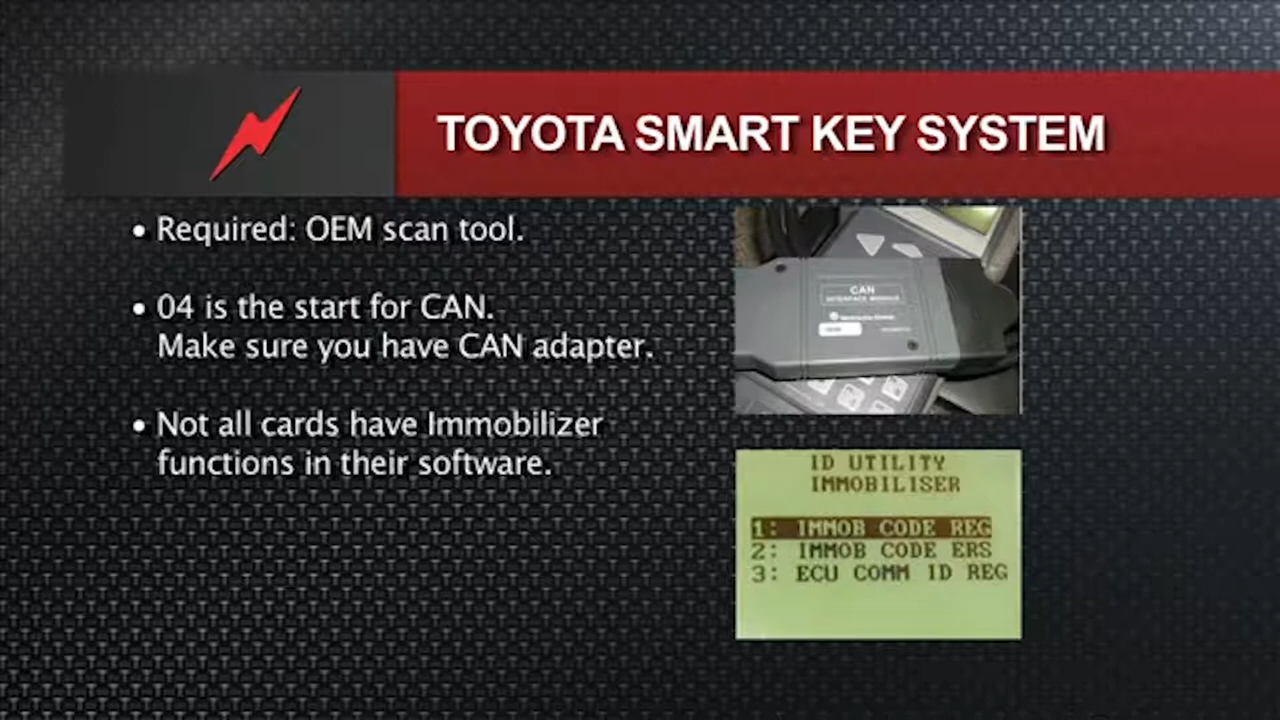 TOYOTA SMART KEY SYSTEM
• Required: OEM scan tool.
• 04 is the start for CAN.
Make sure you have CAN adapter.
• Not all cards have Immobilizer
functions in their software.
CAN
INTERFACE MODULE
ID UTILITY
IMMOBILISER
1: IMMOB CODE REG
2: IMMOB CODE ERS
3: ECU COMM ID REG